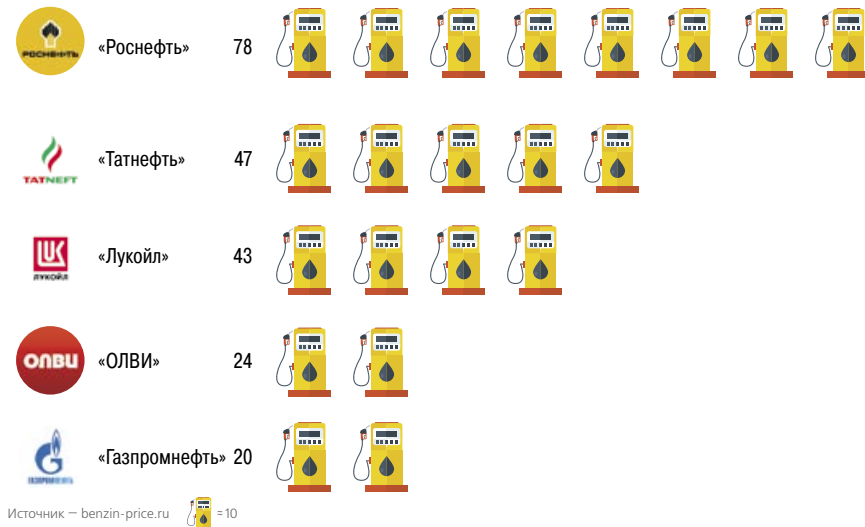 РОСНЕФТЬ
«Роснефть» 78
«Татнефть» 47
TATNEFT
«Лукойл» 43
ЛУКОЙЛ
ОЛВИ «ОЛВИ» 24
«Газпромнефть» 20
ГАЗПРОМНЕФТЬ
Источник – benzin-price.ru =10